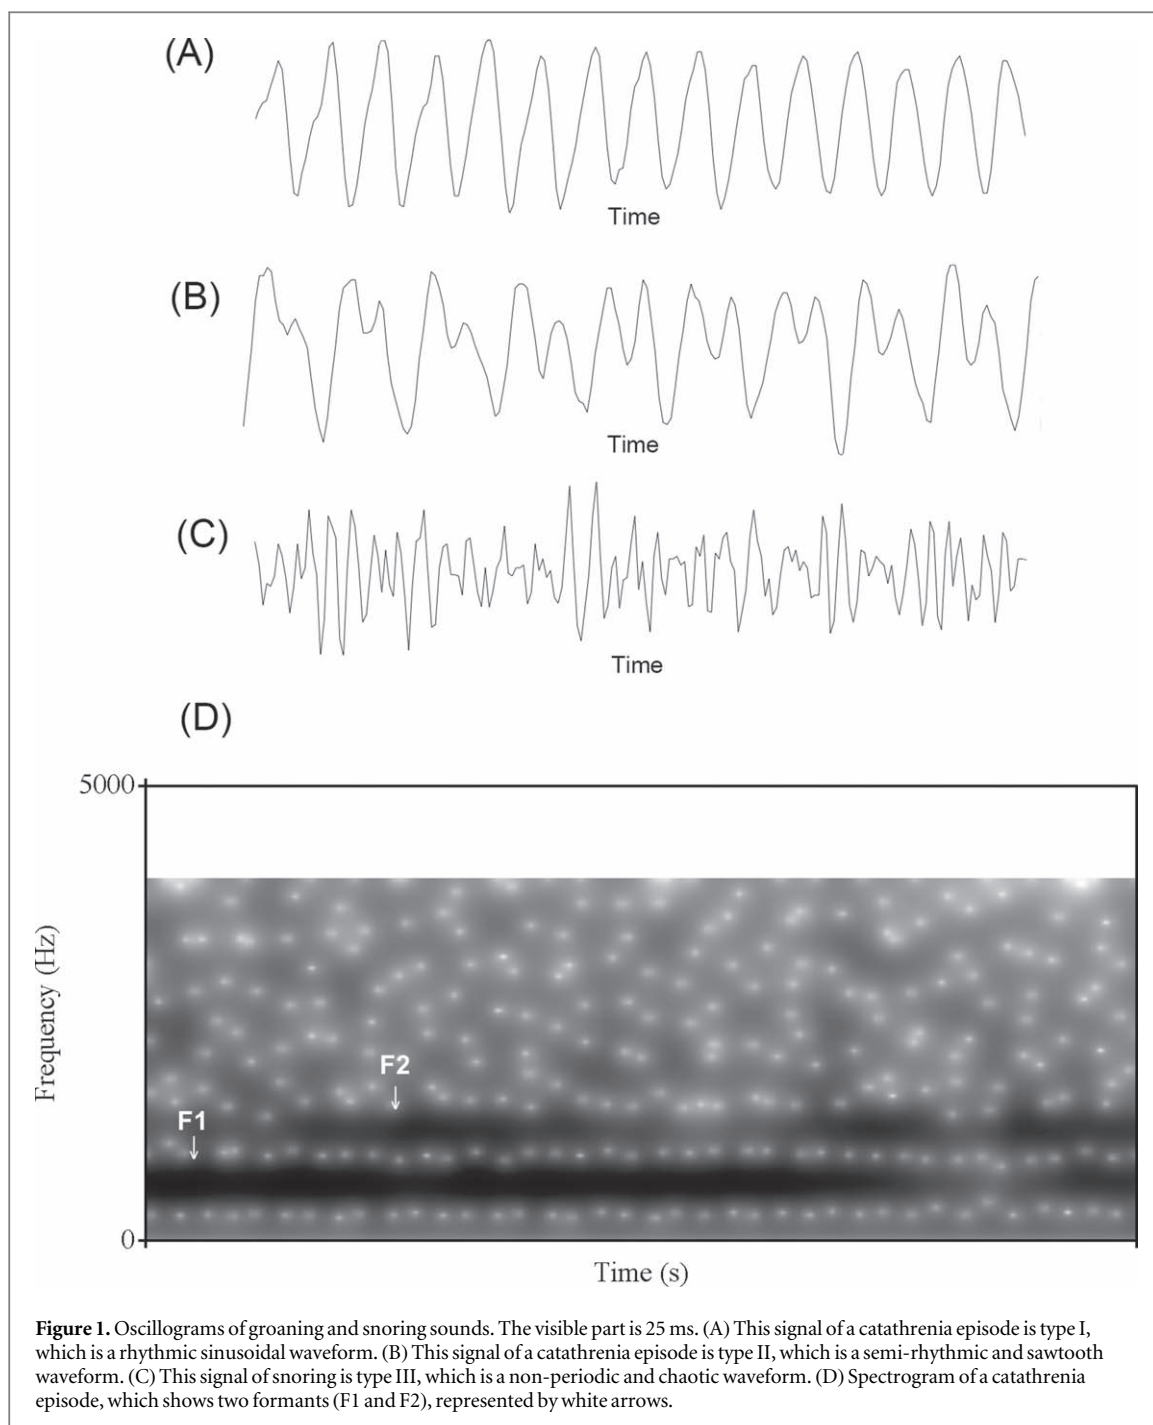 (A)
Time
(B)
Time
(C)
Time
(D)
5000
Frequency (Hz)
F2
F1
0
Time (s)
Figure 1. Oscillograms of groaning and snoring sounds. The visible part is 25 ms. (A) This signal of a catathrenia episode is type I,
which is a rhythmic sinusoidal waveform. (B) This signal of a catathrenia episode is type II, which is a semi-rhythmic and sawtooth
waveform. (C) This signal of snoring is type III, which is a non-periodic and chaotic waveform. (D) Spectrogram of a catathrenia
episode, which shows two formants (F1 and F2), represented by white arrows.